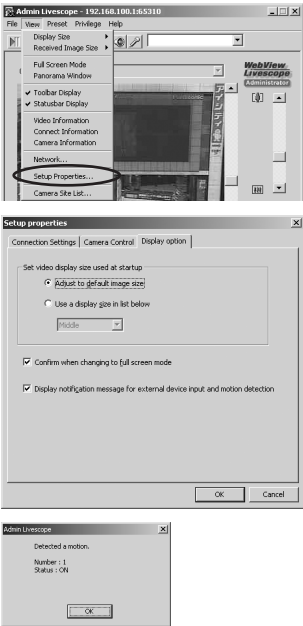 Admin Livescope - 192.168.100.1:65310
File View Preset Privilege Help
Display Size
Received Image Size
Full Screen Mode
Panorama Window
Toolbar Display
Statusbar Display
Video Information
Connect Information
Camera Information
Network...
Setup Properties...
Camera Site List...
WebView
Livescope
Administrator
Setup properties
Connection Settings Camera Control Display option
Set video display size used at startup
Adjust to default image size
Use a display size in list below
Middle
Confirm when changing to full screen mode
Display notification message for external device input and motion detection
OK Cancel
Admin Livescope
Detected a motion.
Number : 1
Status : ON
OK